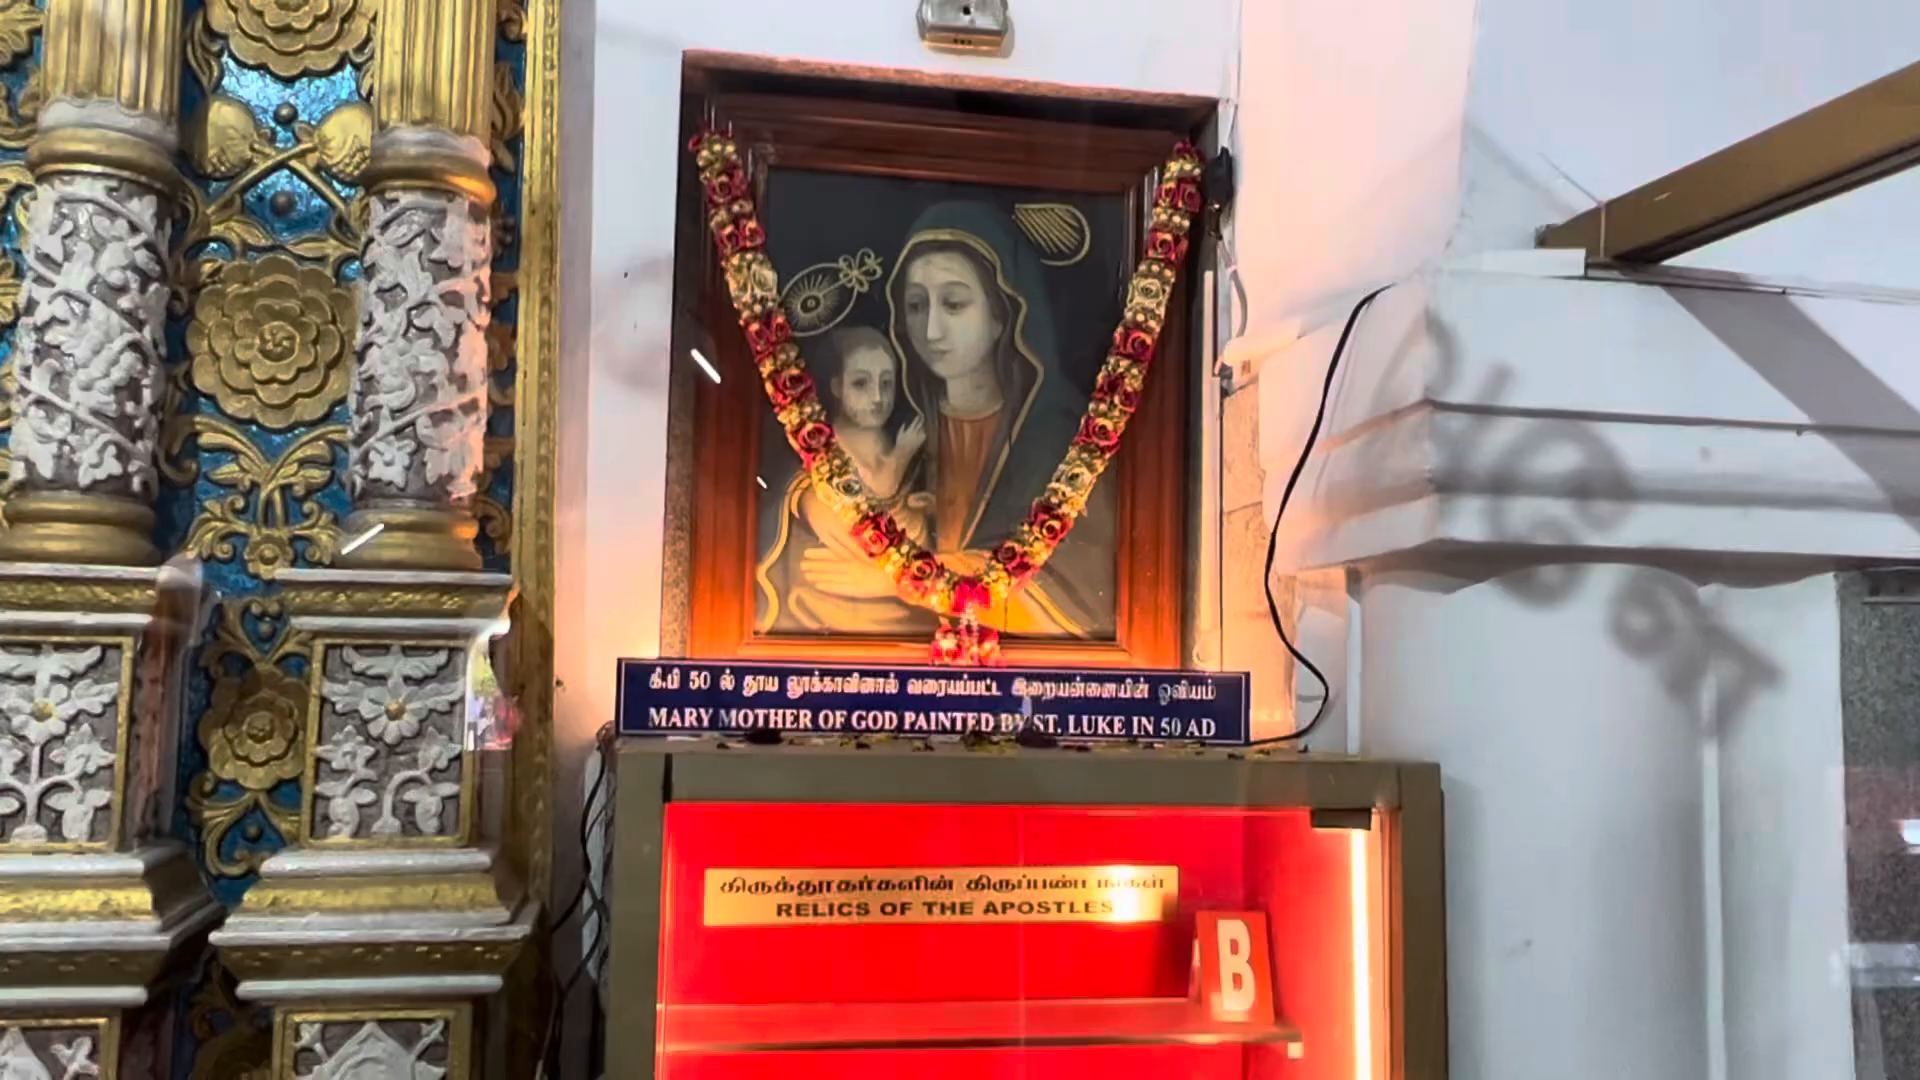 கி.பி 50 ல் தூய லூக்காவினால் வரையப்பட்ட இறையன்னையின் ஓவியம்
MARY MOTHER OF GOD PAINTED BY ST. LUKE IN 50 AD
திருத்தூதர்களின் திருப்பண்டங்கள்
RELICS OF THE APOSTLES
B